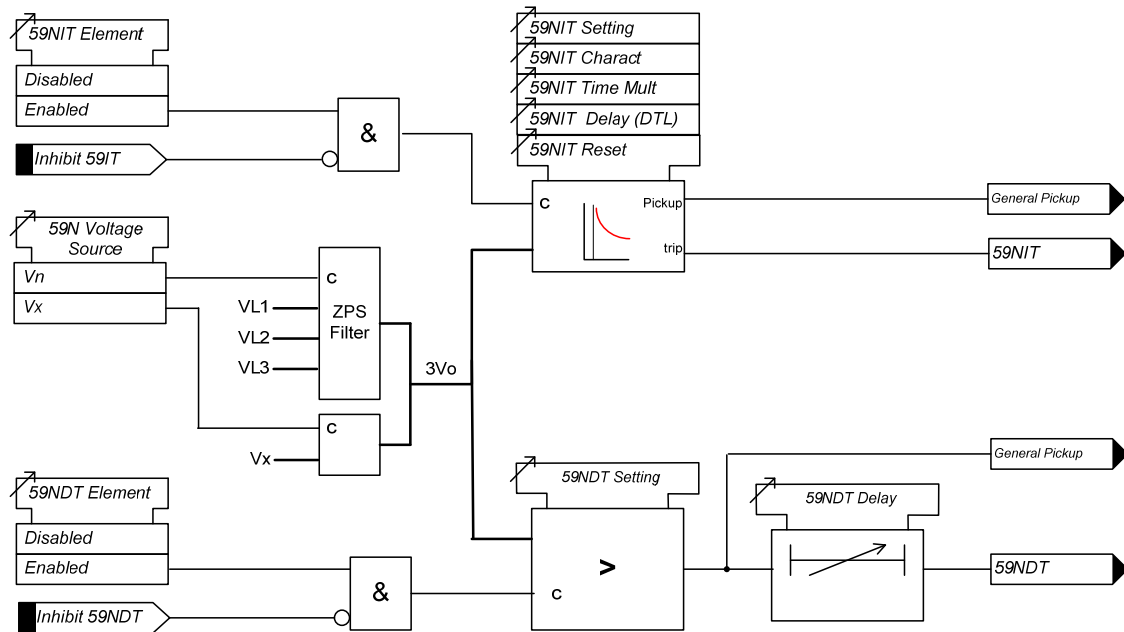 59NIT Element
Disabled
Enabled
Inhibit 59IT
&
59NIT Setting
59NIT Charact
59NIT Time Mult
59NIT Delay (DTL)
59NIT Reset
C
Pickup
trip
General Pickup
59NIT
59N Voltage
Source
Vn
Vx
C
ZPS
Filter
VL1
VL2
VL3
3Vo
C
Vx
59NDT Element
Disabled
Enabled
Inhibit 59NDT
&
59NDT Setting
>
C
59NDT Delay
General Pickup
59NDT